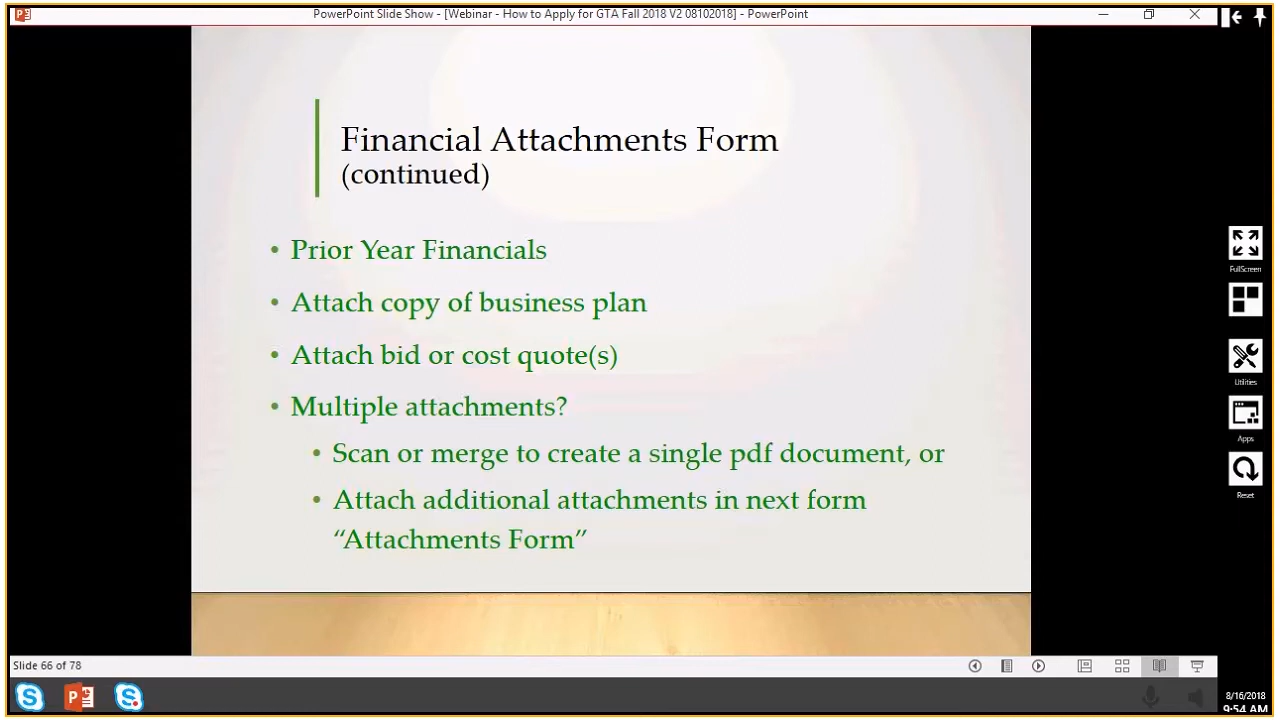 PowerPoint Slide Show - [Webinar - How to Apply for GTA Fall 2018 V2 08102018] - PowerPoint
Financial Attachments Form
(continued)
• Prior Year Financials
• Attach copy of business plan
• Attach bid or cost quote(s)
• Multiple attachments?
• Scan or merge to create a single pdf document, or
• Attach additional attachments in next form
“Attachments Form”
FullScreen
Utilities
Apps
Reset
Slide 66 of 78
8/16/2018
9:54 AM